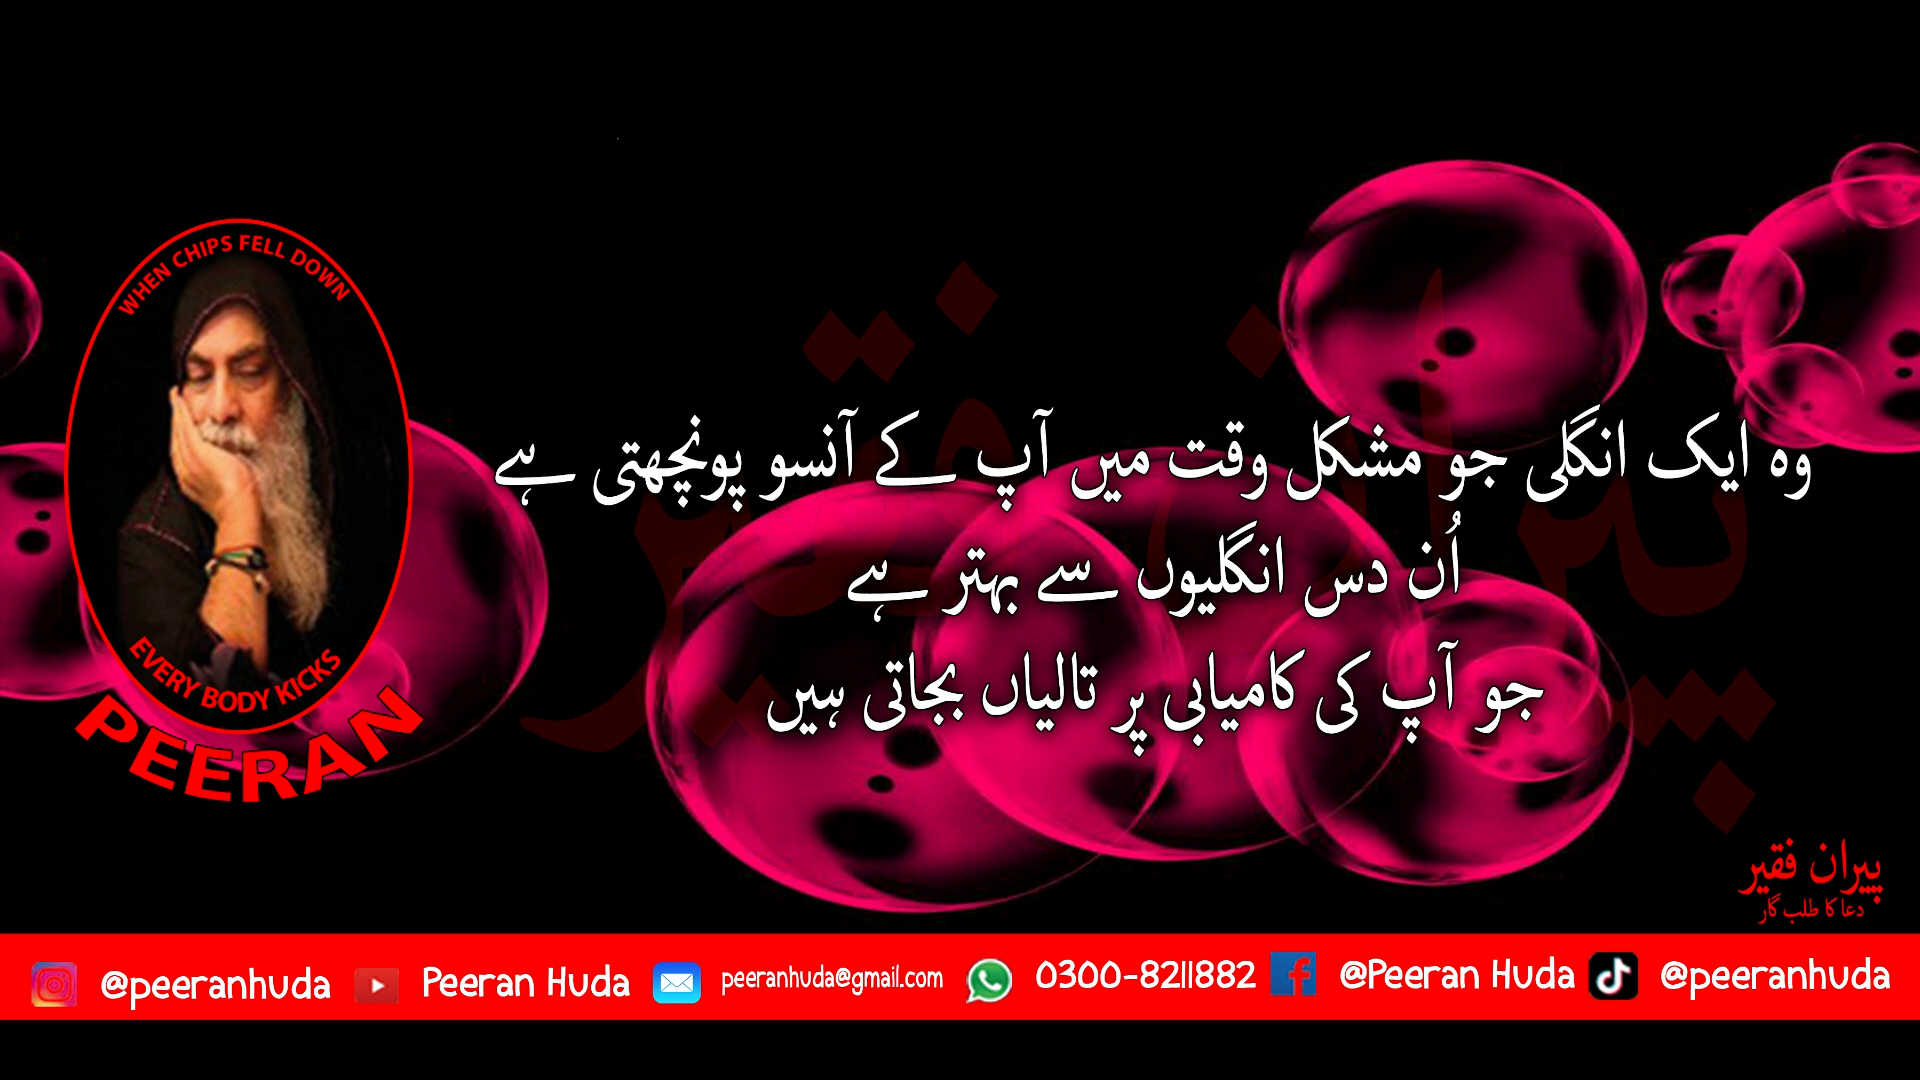 WHEN CHIPS FELL DOWN
EVERY BODY KICKS
PEERAN
پیران فقیر
وہ ایک انگلی جو مشکل وقت میں آپ کے آنسو پونچھتی ہے
اُن دس انگلیوں سے بہتر ہے
جو آپ کی کامیابی پر تالیاں بجاتی ہیں
پیران فقیر
دعا کا طلب گار
@peeranhuda Peeran Huda peeranhuda@gmail.com 0300-8211882 @Peeran Huda @peeranhuda